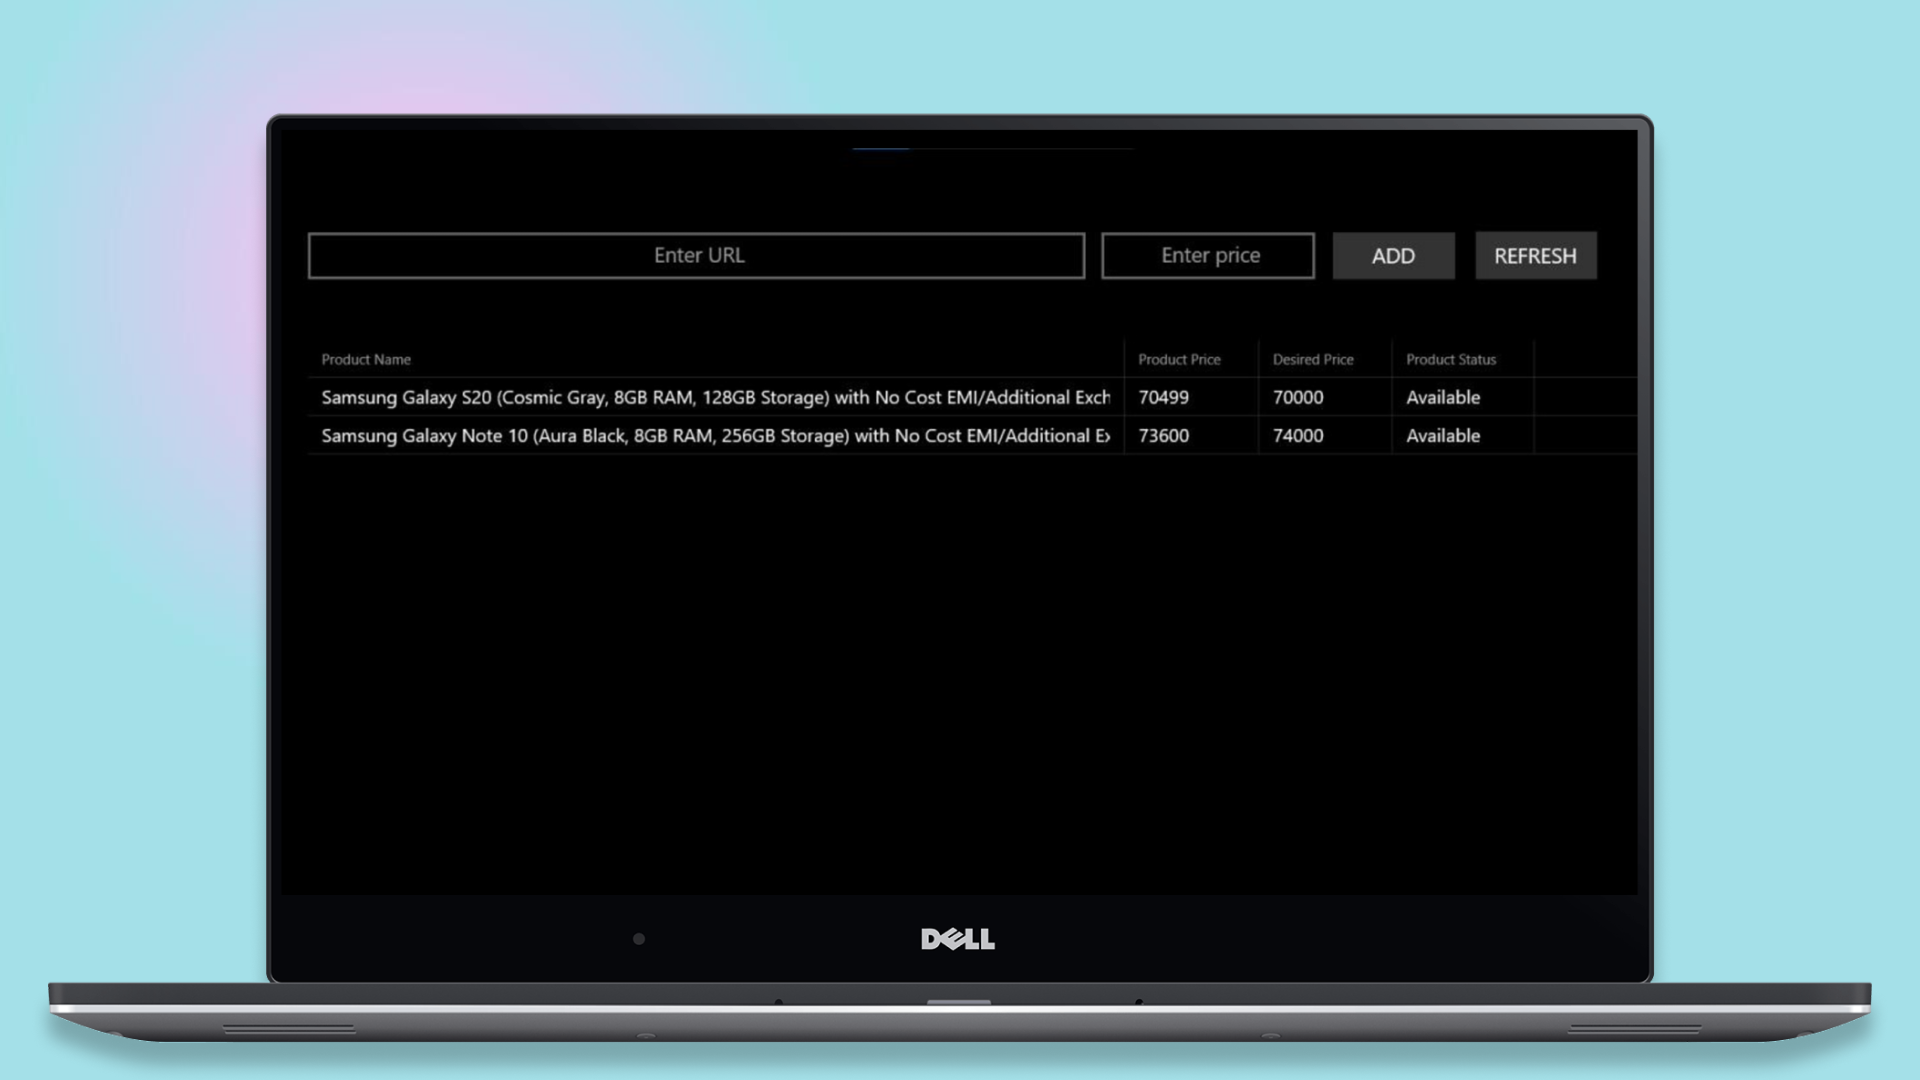 Enter URL
Enter price
ADD
REFRESH
Product Name Product Price Desired Price Product Status
Samsung Galaxy S20 (Cosmic Gray, 8GB RAM, 128GB Storage) with No Cost EMI/Additional Exch 70499 70000 Available
Samsung Galaxy Note 10 (Aura Black, 8GB RAM, 256GB Storage) with No Cost EMI/Additional Ex 73600 74000 Available
DELL